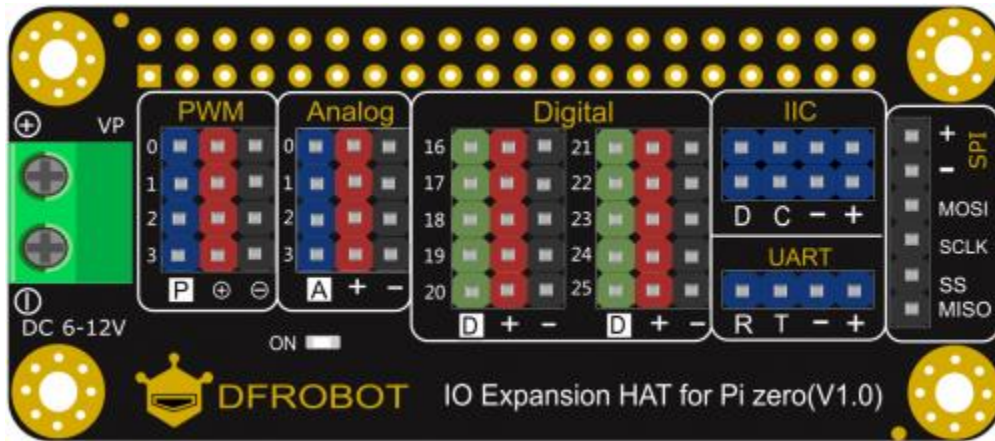 PWM Analog Digital IIC
⊕ VP
0 0 16 21 + SPI
1 1 17 22 -
2 2 18 23 D C - + MOSI
3 3 19 24 UART SCLK
20 25 SS
P ⊕ ⊖ A + - D + - D + - R T - + MISO
⊖
DC 6-12V
ON
DFROBOT IO Expansion HAT for Pi zero(V1.0)